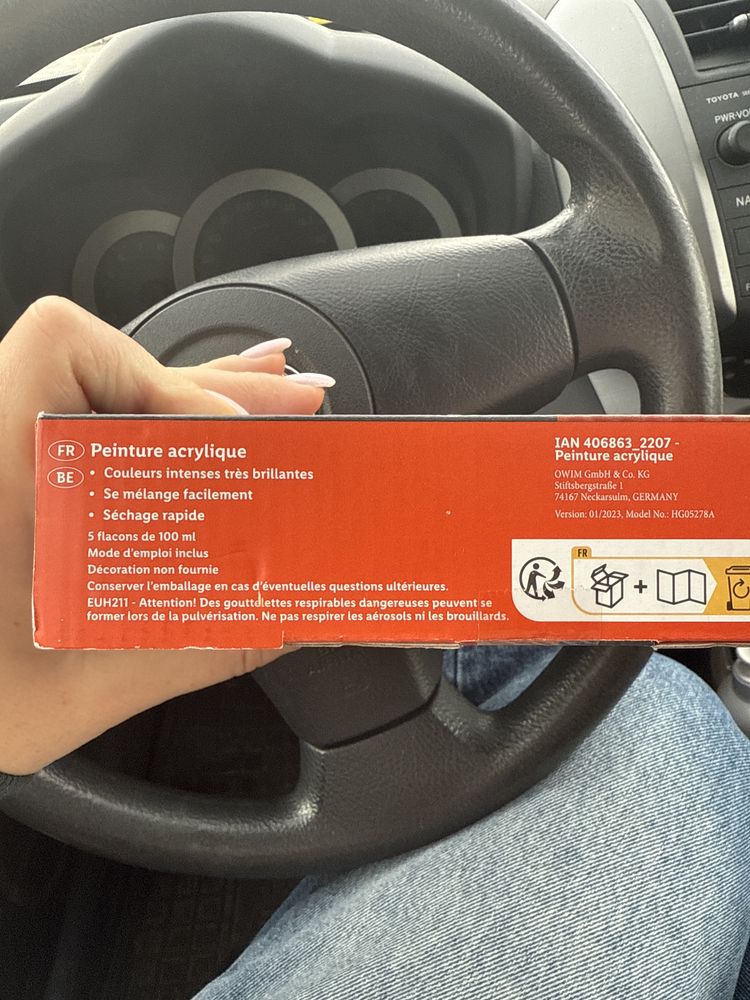 TOYOTA
FR
BE
Peinture acrylique
• Couleurs intenses très brillantes
• Se mélange facilement
• Séchage rapide
5 flacons de 100 ml
Mode d'emploi inclus
Décoration non fournie
Conserver l'emballage en cas d'éventuelles questions ultérieures.
EUH211 - Attention! Des gouttelettes respirables dangereuses peuvent se
former lors de la pulvérisation. Ne pas respirer les aérosols ni les brouillards.
IAN 406863_2207 -
Peinture acrylique
OWIM GmbH & Co. KG
Stiftsbergstraße 1
74167 Neckarsulm, GERMANY
Version: 01/2023, Model No.: HG05278A
FR
+